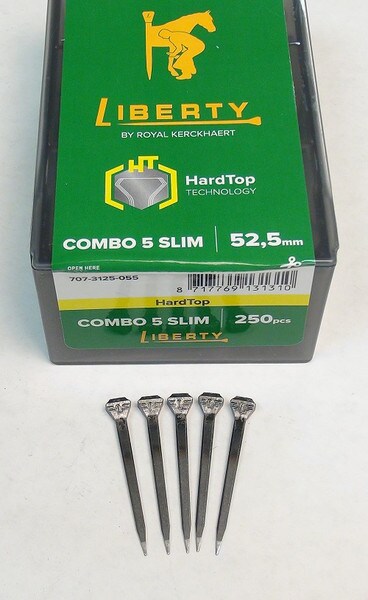 LIBERTY
BY ROYAL KERCKHAERT
HT
HardTop
TECHNOLOGY
COMBO 5 SLIM | 52,5mm
OPEN HERE
707-3125-05S
8 717769 131310
HardTop
COMBO 5 SLIM | 250pcs
LIBERTY